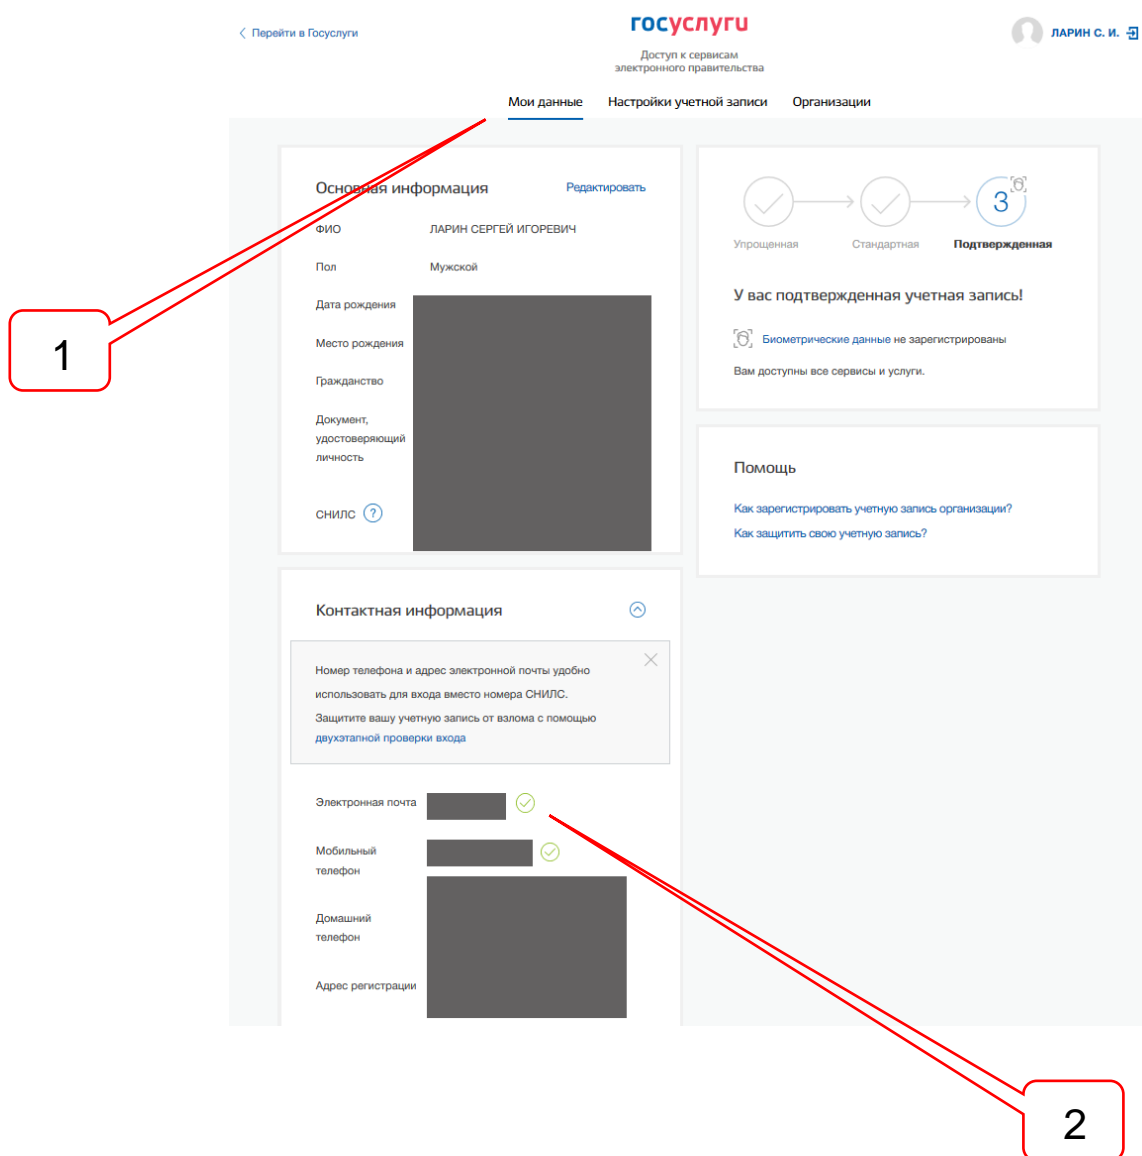 Перейти в Госуслуги
госуслуги
ЛАРИН С. И.
Доступ к сервисам
электронного правительства
Мои данные Настройки учетной записи Организации
Основная информация Редактировать
ФИО ЛАРИН СЕРГЕЙ ИГОРЕВИЧ
Пол Мужской
Дата рождения
Место рождения
Гражданство
Документ,
удостоверяющий
личность
СНИЛС ?
3
Упрощенная Стандартная Подтвержденная
У вас подтвержденная учетная запись!
Биометрические данные не зарегистрированы
Вам доступны все сервисы и услуги.
1
Помощь
Как зарегистрировать учетную запись организации?
Как защитить свою учетную запись?
Контактная информация
Номер телефона и адрес электронной почты удобно
использовать для входа вместо номера СНИЛС.
Защитите вашу учетную запись от взлома с помощью
двухэтапной проверки входа
Электронная почта
Мобильный
телефон
Домашний
телефон
Адрес регистрации
2